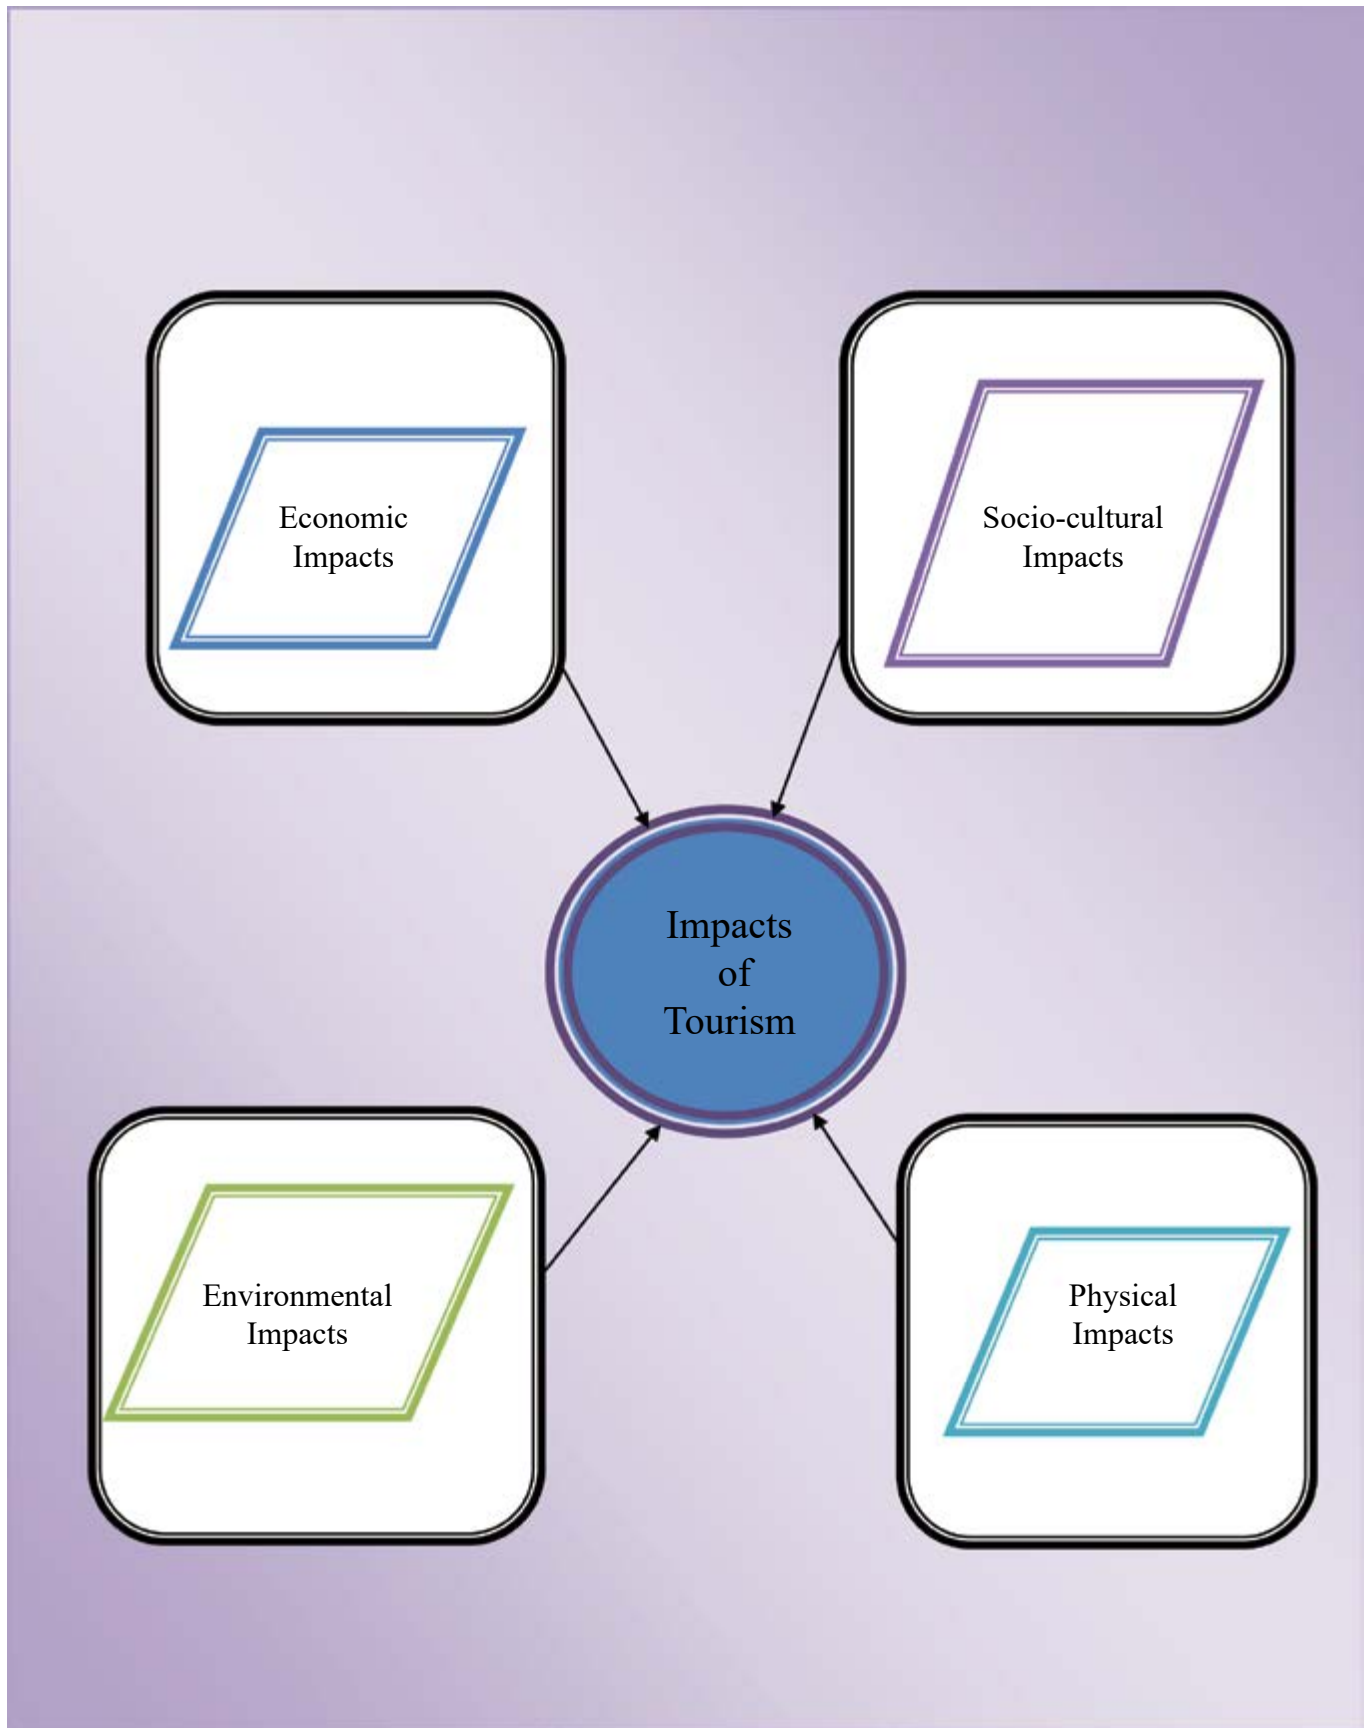 Economic
Impacts
Socio-cultural
Impacts
Impacts
of
Tourism
Environmental
Impacts
Physical
Impacts